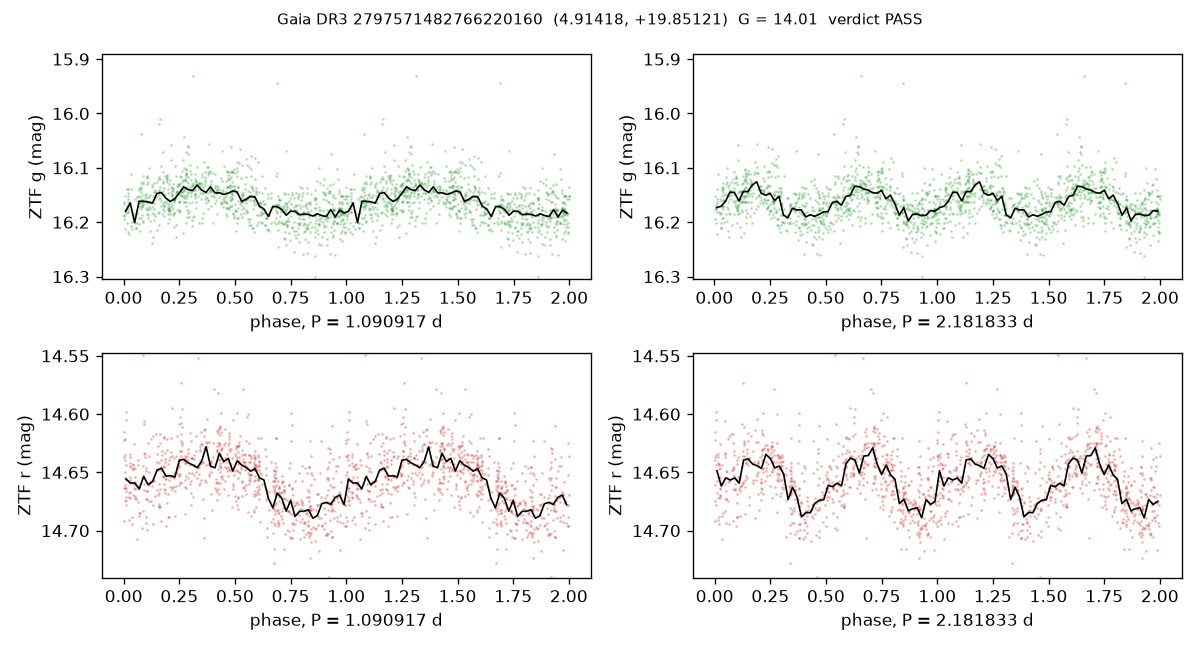 Gaia DR3 2797571482766220160  (4.91418, +19.85121)  G = 14.01  verdict PASS
15.9
16.0
16.1
16.2
16.3
ZTF g (mag)
0.00 0.25 0.50 0.75 1.00 1.25 1.50 1.75 2.00
phase, P = 1.090917 d
15.9
16.0
16.1
16.2
16.3
ZTF g (mag)
0.00 0.25 0.50 0.75 1.00 1.25 1.50 1.75 2.00
phase, P = 2.181833 d
14.55
14.60
14.65
14.70
ZTF r (mag)
0.00 0.25 0.50 0.75 1.00 1.25 1.50 1.75 2.00
phase, P = 1.090917 d
14.55
14.60
14.65
14.70
ZTF r (mag)
0.00 0.25 0.50 0.75 1.00 1.25 1.50 1.75 2.00
phase, P = 2.181833 d